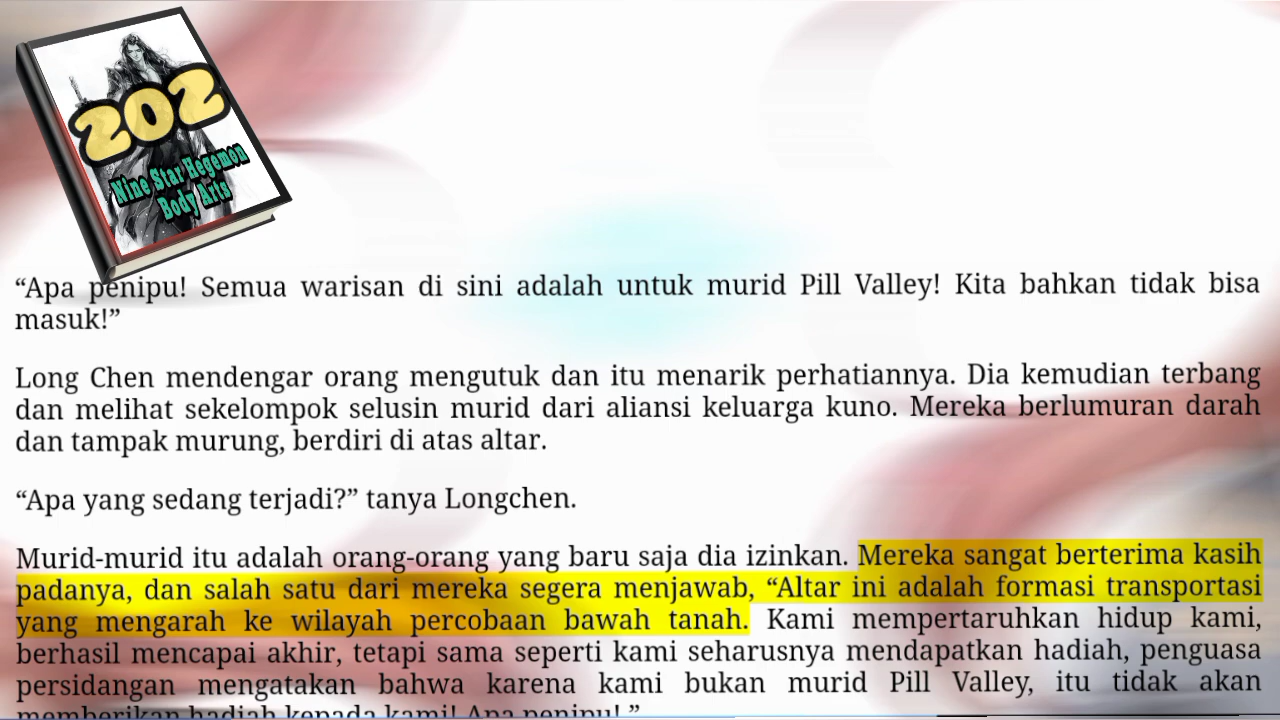 202
Nine Star Hegemon
Body Arts
“Apa penipu! Semua warisan di sini adalah untuk murid Pill Valley! Kita bahkan tidak bisa
masuk!”
Long Chen mendengar orang mengutuk dan itu menarik perhatiannya. Dia kemudian terbang
dan melihat sekelompok selusin murid dari aliansi keluarga kuno. Mereka berlumuran darah
dan tampak murung, berdiri di atas altar.
“Apa yang sedang terjadi?” tanya Longchen.
Murid-murid itu adalah orang-orang yang baru saja dia izinkan. Mereka sangat berterima kasih
padanya, dan salah satu dari mereka segera menjawab, “Altar ini adalah formasi transportasi
yang mengarah ke wilayah percobaan bawah tanah. Kami mempertaruhkan hidup kami,
berhasil mencapai akhir, tetapi sama seperti kami seharusnya mendapatkan hadiah, penguasa
persidangan mengatakan bahwa karena kami bukan murid Pill Valley, itu tidak akan
memberikan hadiah kepada kami! Apa penipu! ”